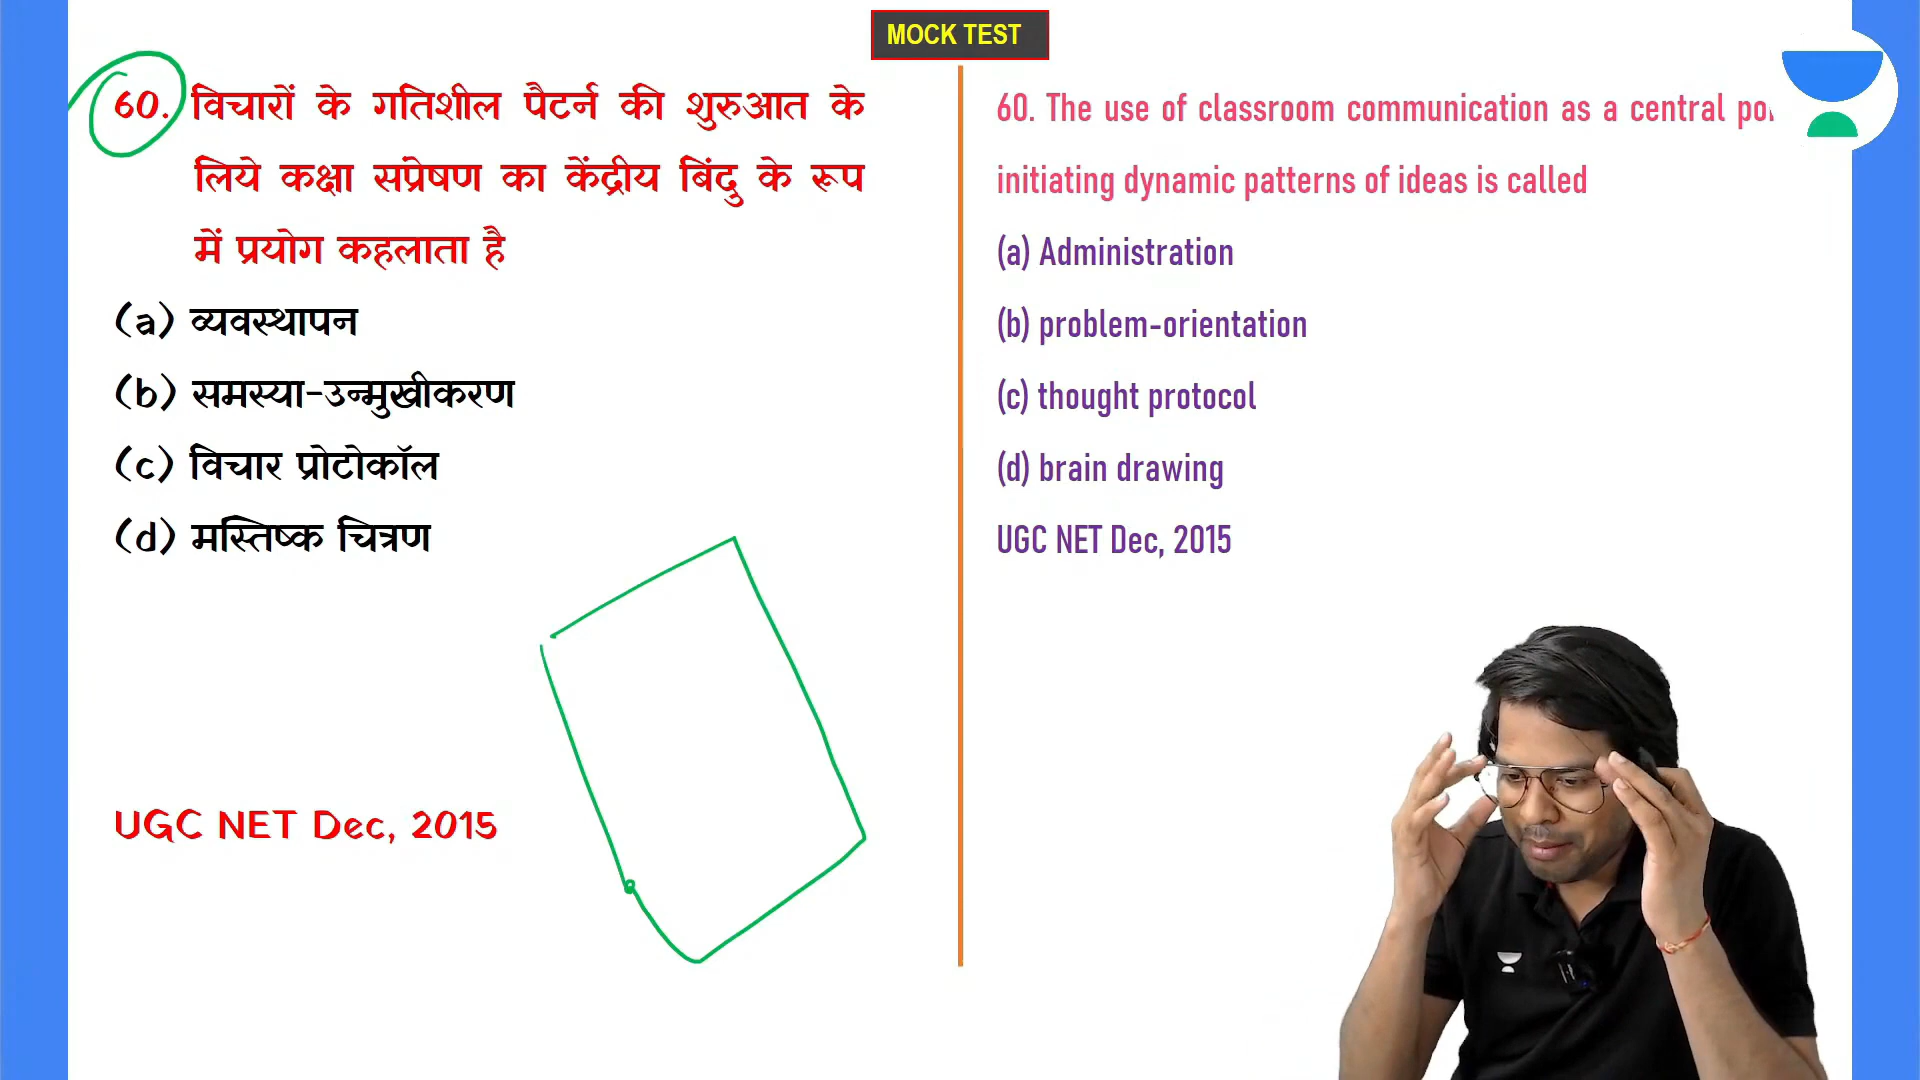 MOCK TEST
60. विचारों के गतिशील पैटर्न की शुरुआत के
लिये कक्षा सप्रेषण का केंद्रीय बिंदु के रूप
में प्रयोग कहलाता है
(a) व्यवस्थापन
(b) समस्या-उन्मुखीकरण
(c) विचार प्रोटोकॉल
(d) मस्तिष्क चित्रण
UGC NET Dec, 2015
60. The use of classroom communication as a central
initiating dynamic patterns of ideas is called
(a) Administration
(b) problem-orientation
(c) thought protocol
(d) brain drawing
UGC NET Dec, 2015